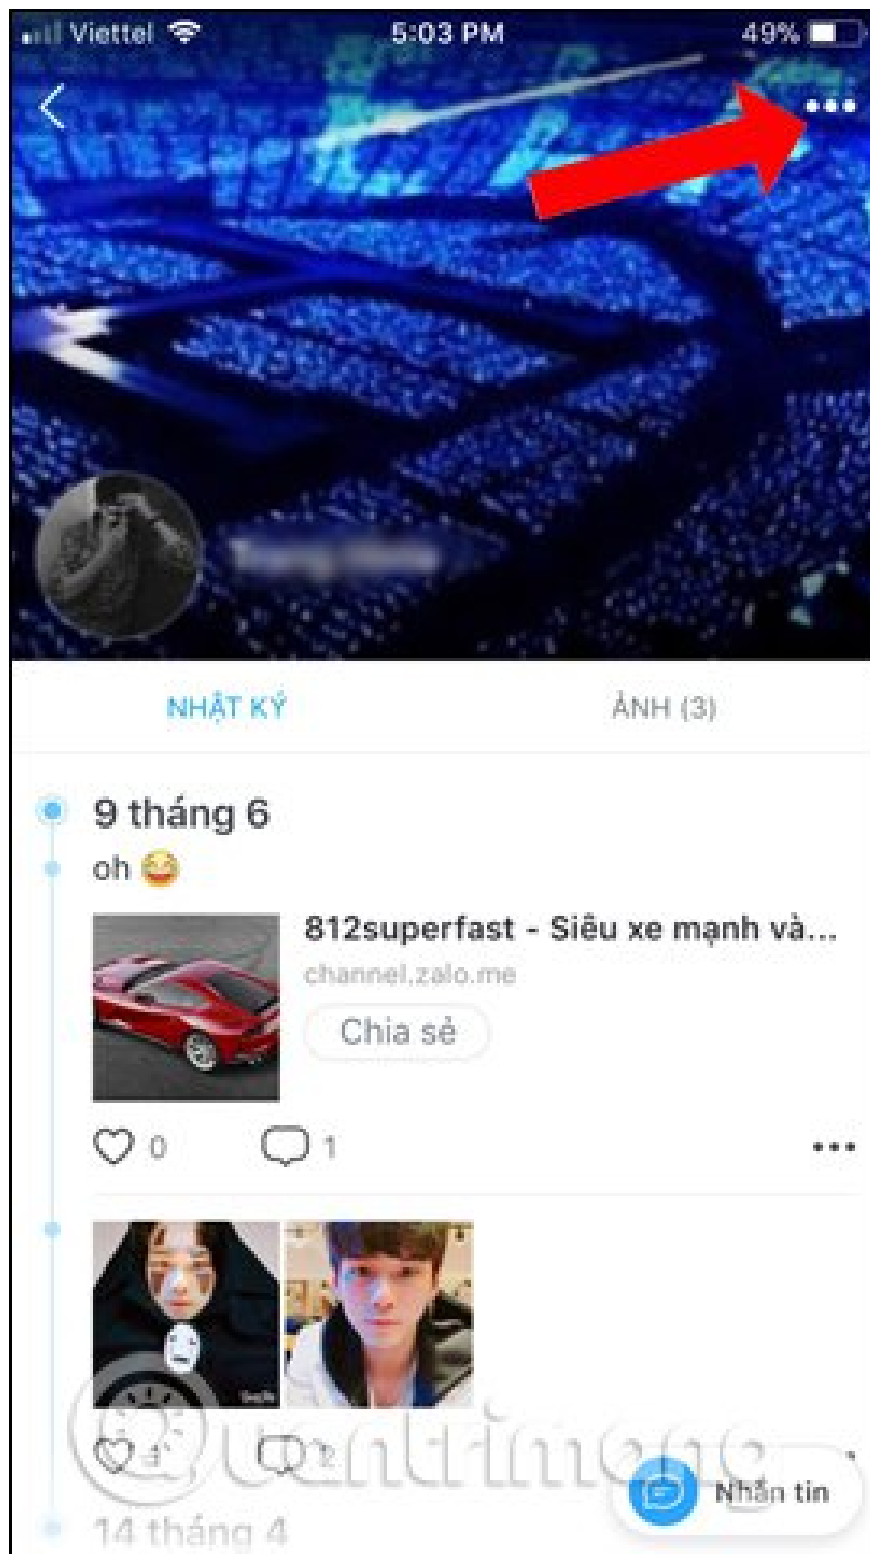 Viettel 5:03 PM 49%
NHẬT KÝ ẢNH (3)
9 tháng 6
oh 😂
812superfast - Siêu xe mạnh và...
channel.zalo.me
Chia sẻ
0 1
Quantrimang
Nhắn tin
14 tháng 4